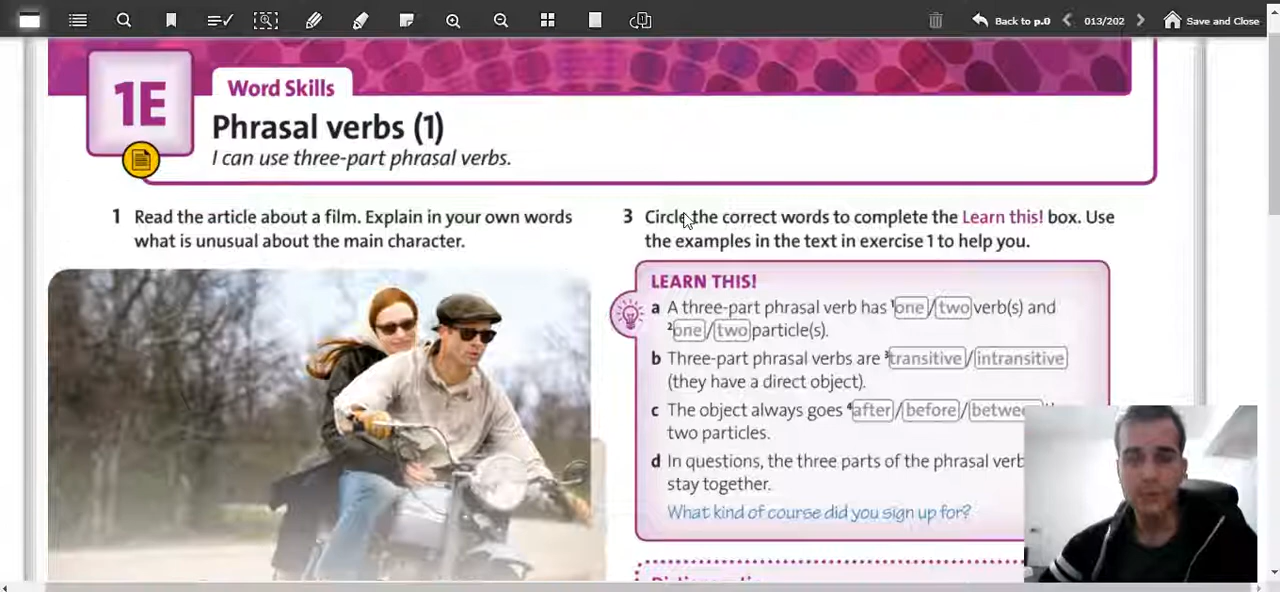 Back to p.0
013/202
Save and Close
1E
Word Skills
Phrasal verbs (1)
I can use three-part phrasal verbs.
1 Read the article about a film. Explain in your own words
what is unusual about the main character.
3 Circle the correct words to complete the Learn this! box. Use
the examples in the text in exercise 1 to help you.
LEARN THIS!
a A three-part phrasal verb has 1one/two verb(s) and
2one/two particle(s).
b Three-part phrasal verbs are 3transitive/intransitive
(they have a direct object).
c The object always goes 4after/before/
two particles.
d In questions, the three parts of the phrasal verb
stay together.
What kind of course did you sign up for?